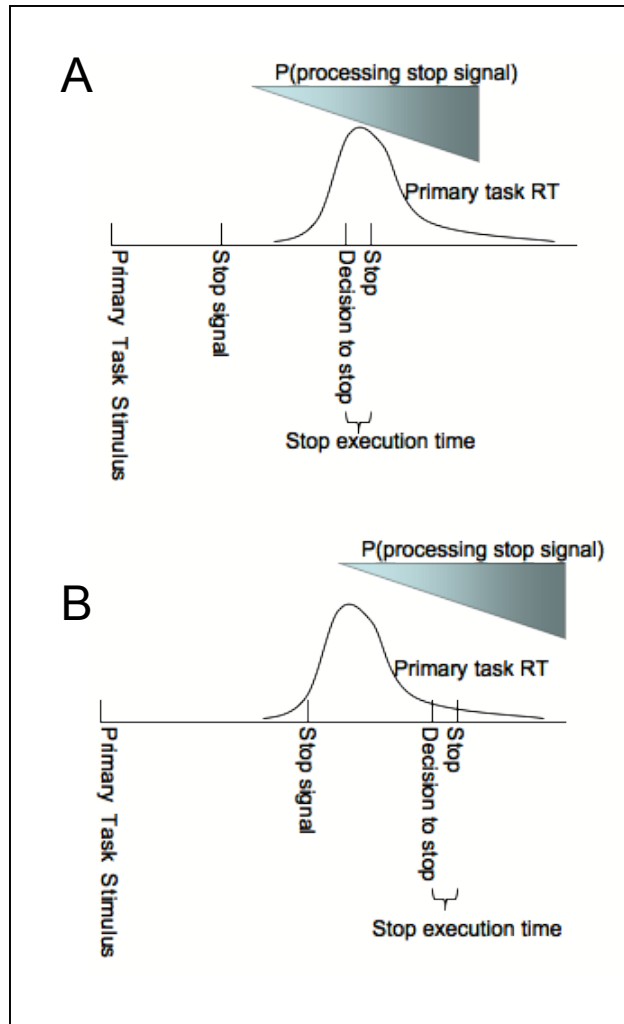 A
P(processing stop signal)
Primary task RT
Primary Task Stimulus
Stop signal
Decision to stop
Stop
Stop execution time
B
P(processing stop signal)
Primary task RT
Primary Task Stimulus
Stop signal
Decision to stop
Stop
Stop execution time